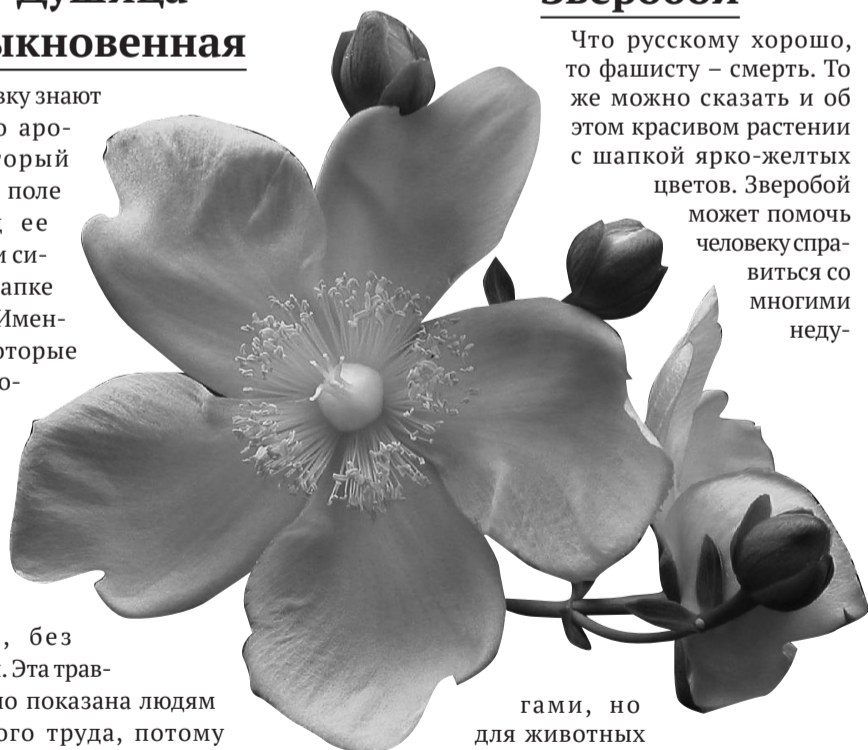 Душица
ыкновенная
вку знают
о аро-
торый
поле
ее
и си-
апке
Имен-
оторые
о-
, без
. Эта трав-
но показана людям
ого труда, потому
Зверобой
Что русскому хорошо,
то фашисту – смерть. То
же можно сказать и об
этом красивом растении
с шапкой ярко-желтых
цветов. Зверобой
может помочь
человеку спра-
виться со
многими
неду-
гами, но
для животных